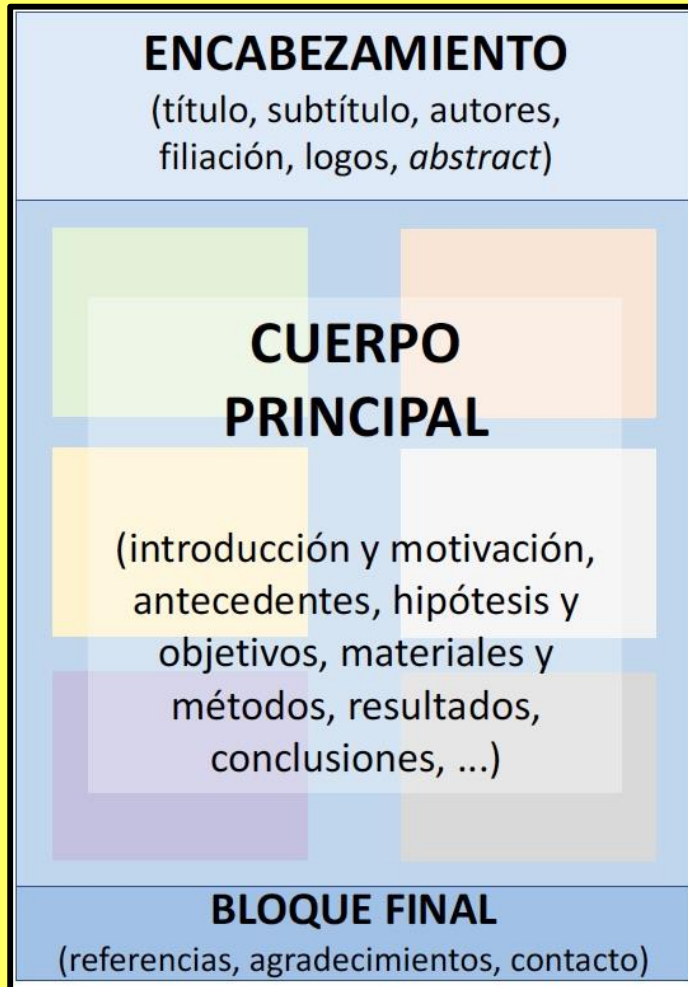 ENCABEZAMIENTO
(título, subtítulo, autores,
filiación, logos, abstract)
CUERPO
PRINCIPAL
(introducción y motivación,
antecedentes, hipótesis y
objetivos, materiales y
métodos, resultados,
conclusiones, ...)
BLOQUE FINAL
(referencias, agradecimientos, contacto)